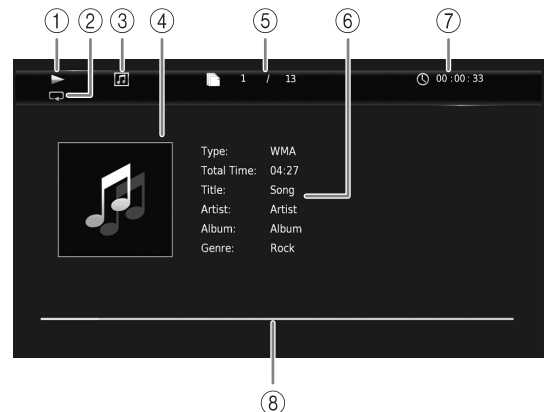 ① ② ③ ④ ⑤ ⑥ ⑦
1 / 13 00:00:33
Type: WMA
Total Time: 04:27
Title: Song
Artist: Artist
Album: Album
Genre: Rock
⑧